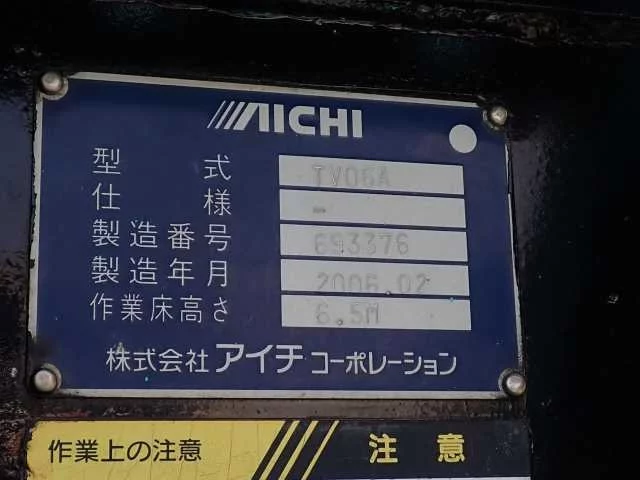 AICHI
型式 TV06A
仕様 -
製造番号 693376
製造年月 2006.02
作業床高さ 6.5M
株式会社アイチコーポレーション
作業上の注意 注意